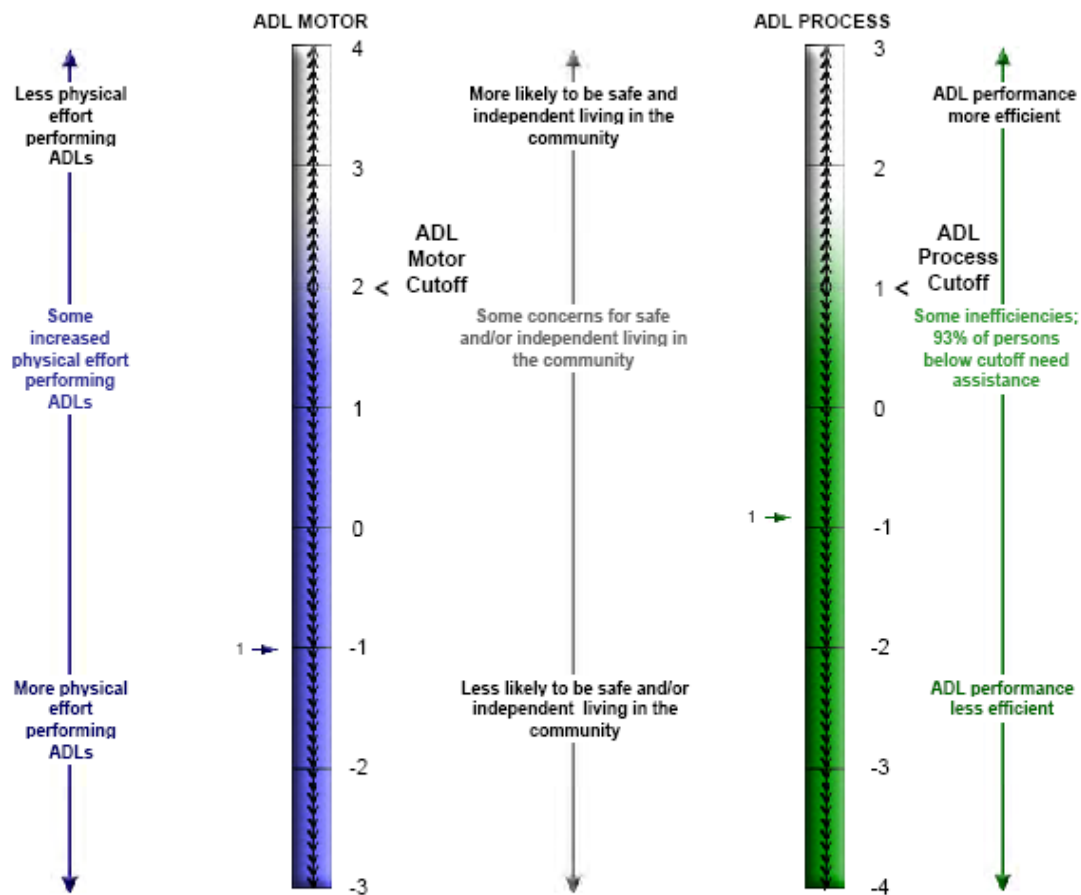 ADL MOTOR
ADL PROCESS
Less physical
effort
performing
ADLs
Some
increased
physical effort
performing
ADLs
More physical
effort
performing
ADLs
4
3
2 <
1
0
-1
-2
-3
ADL
Motor
Cutoff
1
More likely to be safe and
independent living in the
community
Some concerns for safe
and/or independent living in
the community
Less likely to be safe and/or
independent living in the
community
3
2
1 <
0
-1
-2
-3
-4
ADL
Process
Cutoff
1
ADL performance
more efficient
Some inefficiencies;
93% of persons
below cutoff need
assistance
ADL performance
less efficient